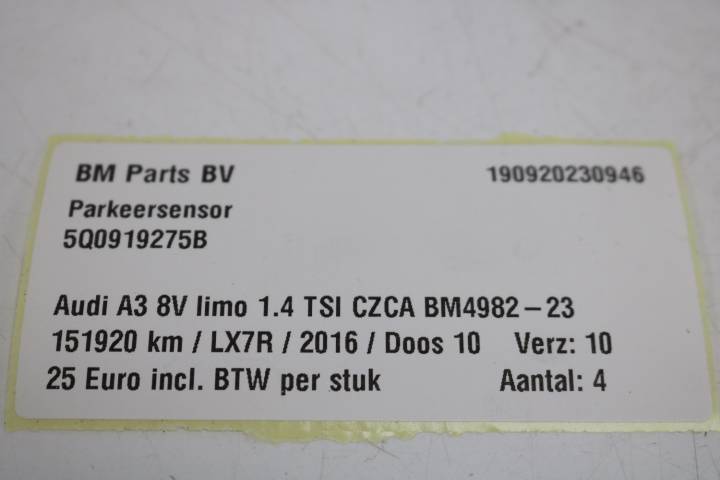 BM Parts BV 190920230946
Parkeersensor
5Q0919275B
Audi A3 8V limo 1.4 TSI CZCA BM4982-23
151920 km / LX7R / 2016 / Doos 10 Verz: 10
25 Euro incl. BTW per stuk Aantal: 4